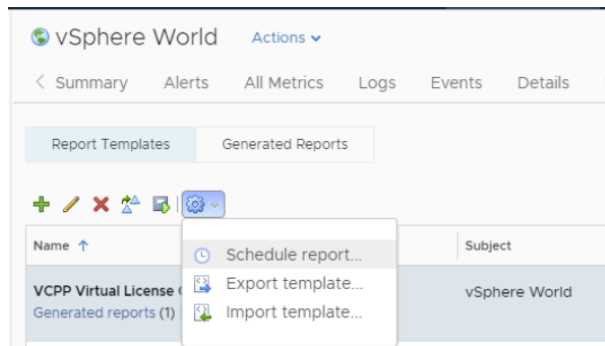 vSphere World Actions
Summary Alerts All Metrics Logs Events Details
Report Templates Generated Reports
Name Subject
Schedule report...
VCPP Virtual License vSphere World
Export template...
Generated reports (1)
Import template...